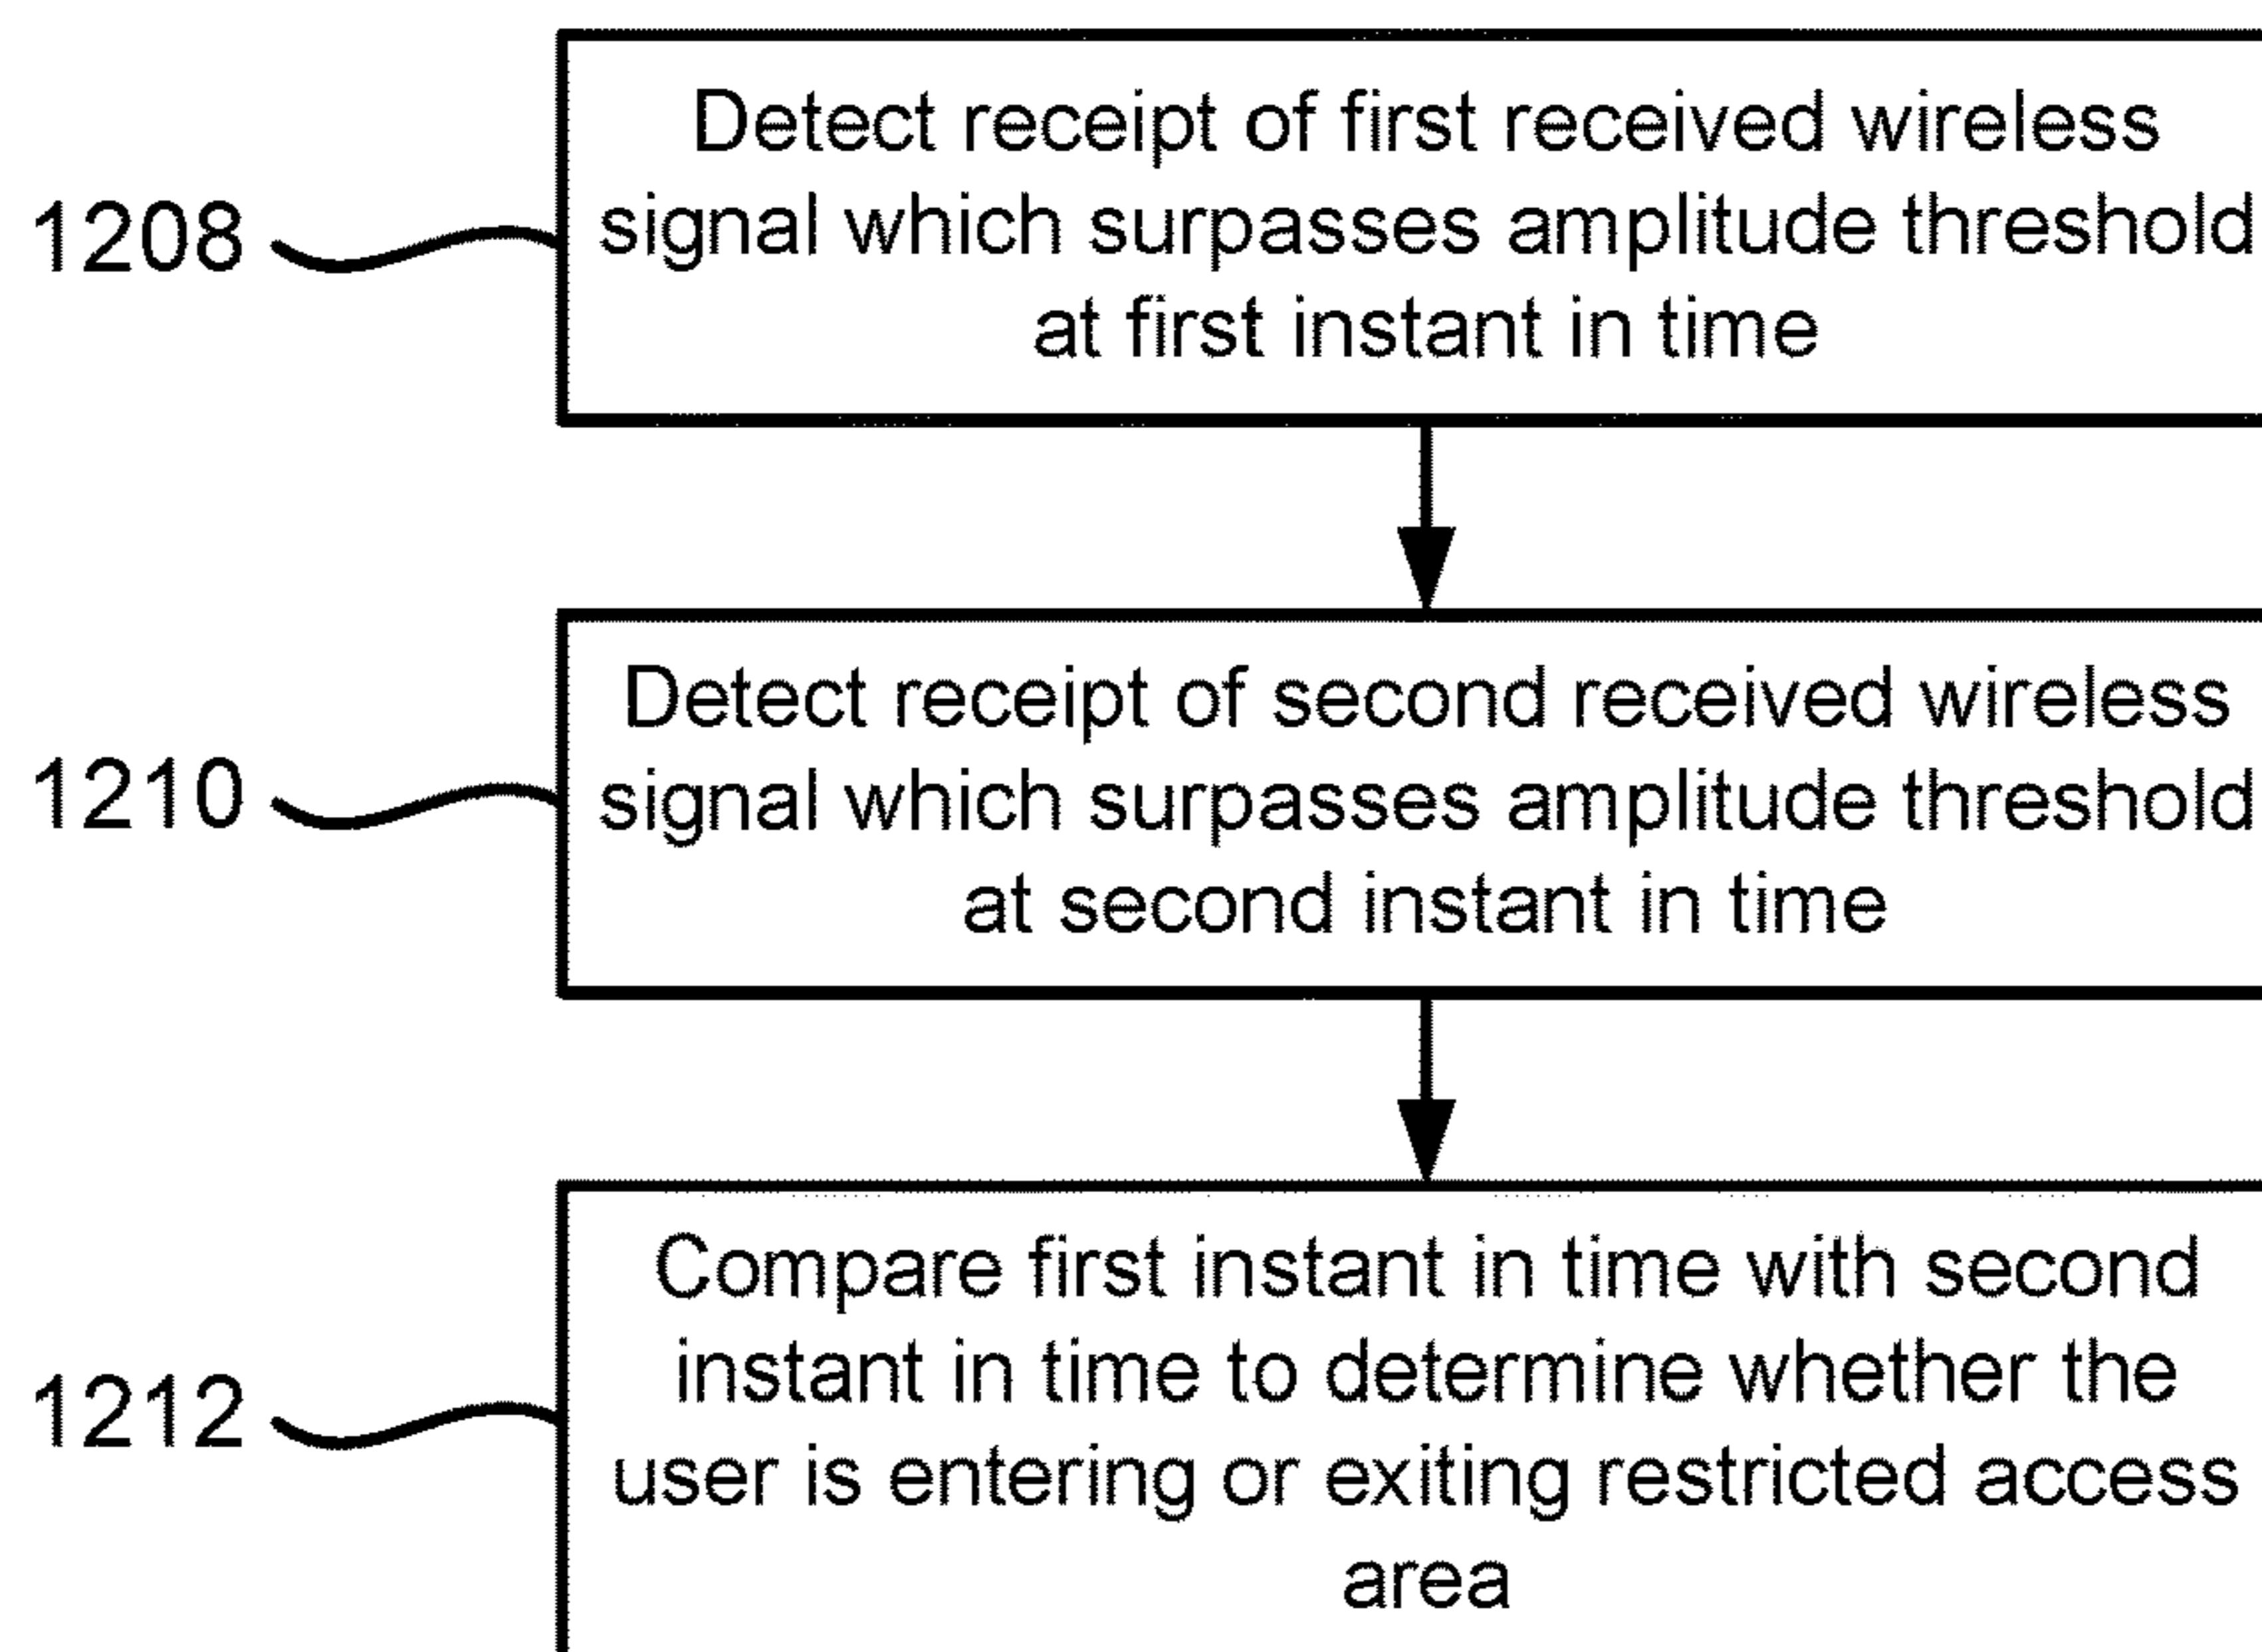 1208
Detect receipt of first received wireless
signal which surpasses amplitude threshold
at first instant in time
1210
Detect receipt of second received wireless
signal which surpasses amplitude threshold
at second instant in time
1212
Compare first instant in time with second
instant in time to determine whether the
user is entering or exiting restricted access
area